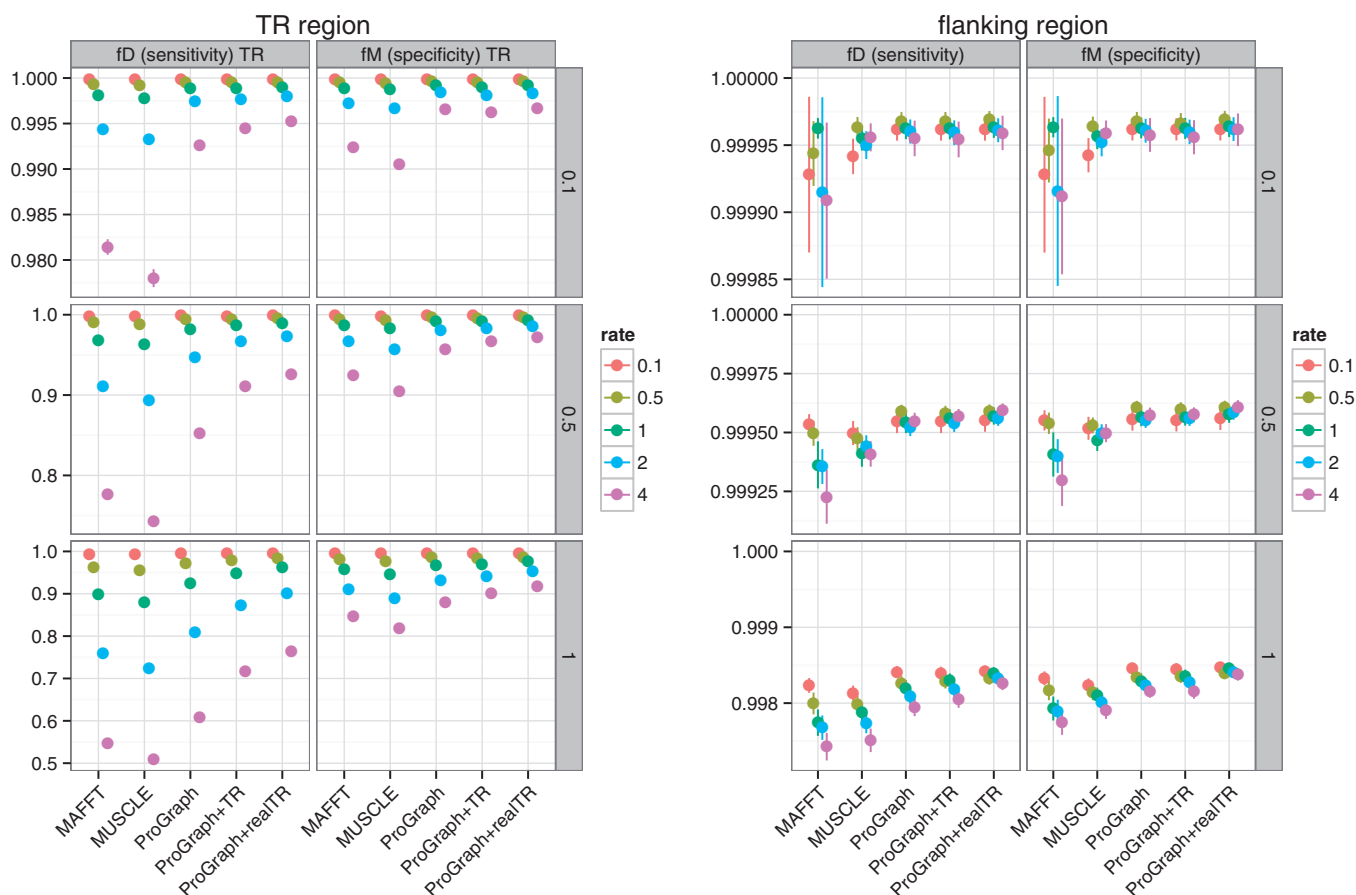 TR region
flanking region
fD (sensitivity) TR
fM (specificity) TR
fD (sensitivity)
fM (specificity)
1.000
0.995
0.990
0.985
0.980
0.1
1.0
0.9
0.8
0.5
1.0
0.9
0.8
0.7
0.6
0.5
1
MAFFT
MUSCLE
ProGraph
ProGraph+TR
ProGraph+realTR
MAFFT
MUSCLE
ProGraph
ProGraph+TR
ProGraph+realTR
rate
0.1
0.5
1
2
4
1.00000
0.99995
0.99990
0.99985
0.1
1.00000
0.99975
0.99950
0.99925
0.5
1.000
0.999
0.998
1
MAFFT
MUSCLE
ProGraph
ProGraph+TR
ProGraph+realTR
MAFFT
MUSCLE
ProGraph
ProGraph+TR
ProGraph+realTR
rate
0.1
0.5
1
2
4